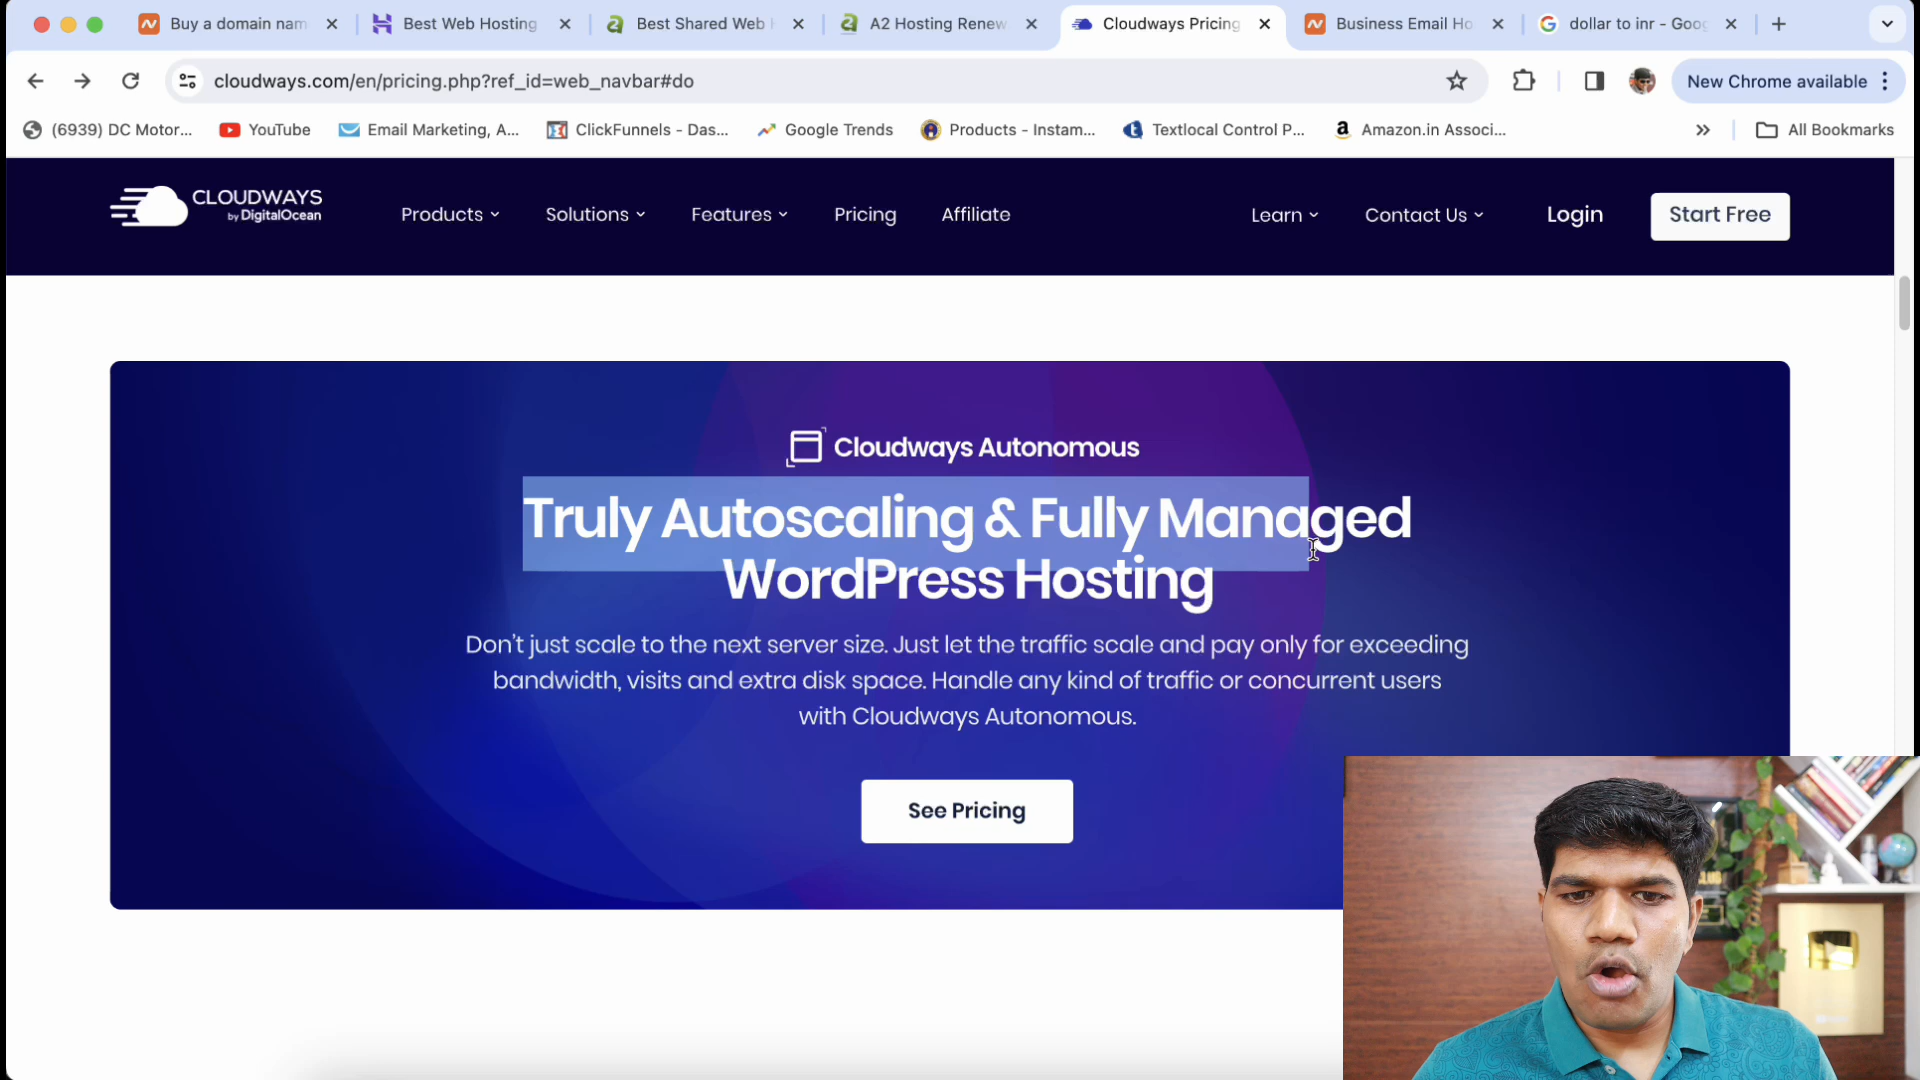 Buy a domain nam
Best Web Hosting
Best Shared Web
A2 Hosting Renew
Cloudways Pricing
Business Email Ho
dollar to inr - Goog
cloudways.com/en/pricing.php?ref_id=web_navbar#do
New Chrome available
(6939) DC Motor...
YouTube
Email Marketing, A...
ClickFunnels - Das...
Google Trends
Products - Instam...
Textlocal Control P...
Amazon.in Associ...
All Bookmarks
CLOUDWAYS
by DigitalOcean
Products
Solutions
Features
Pricing
Affiliate
Learn
Contact Us
Login
Start Free
Cloudways Autonomous
Truly Autoscaling & Fully Managed
WordPress Hosting
Don't just scale to the next server size. Just let the traffic scale and pay only for exceeding
bandwidth, visits and extra disk space. Handle any kind of traffic or concurrent users
with Cloudways Autonomous.
See Pricing